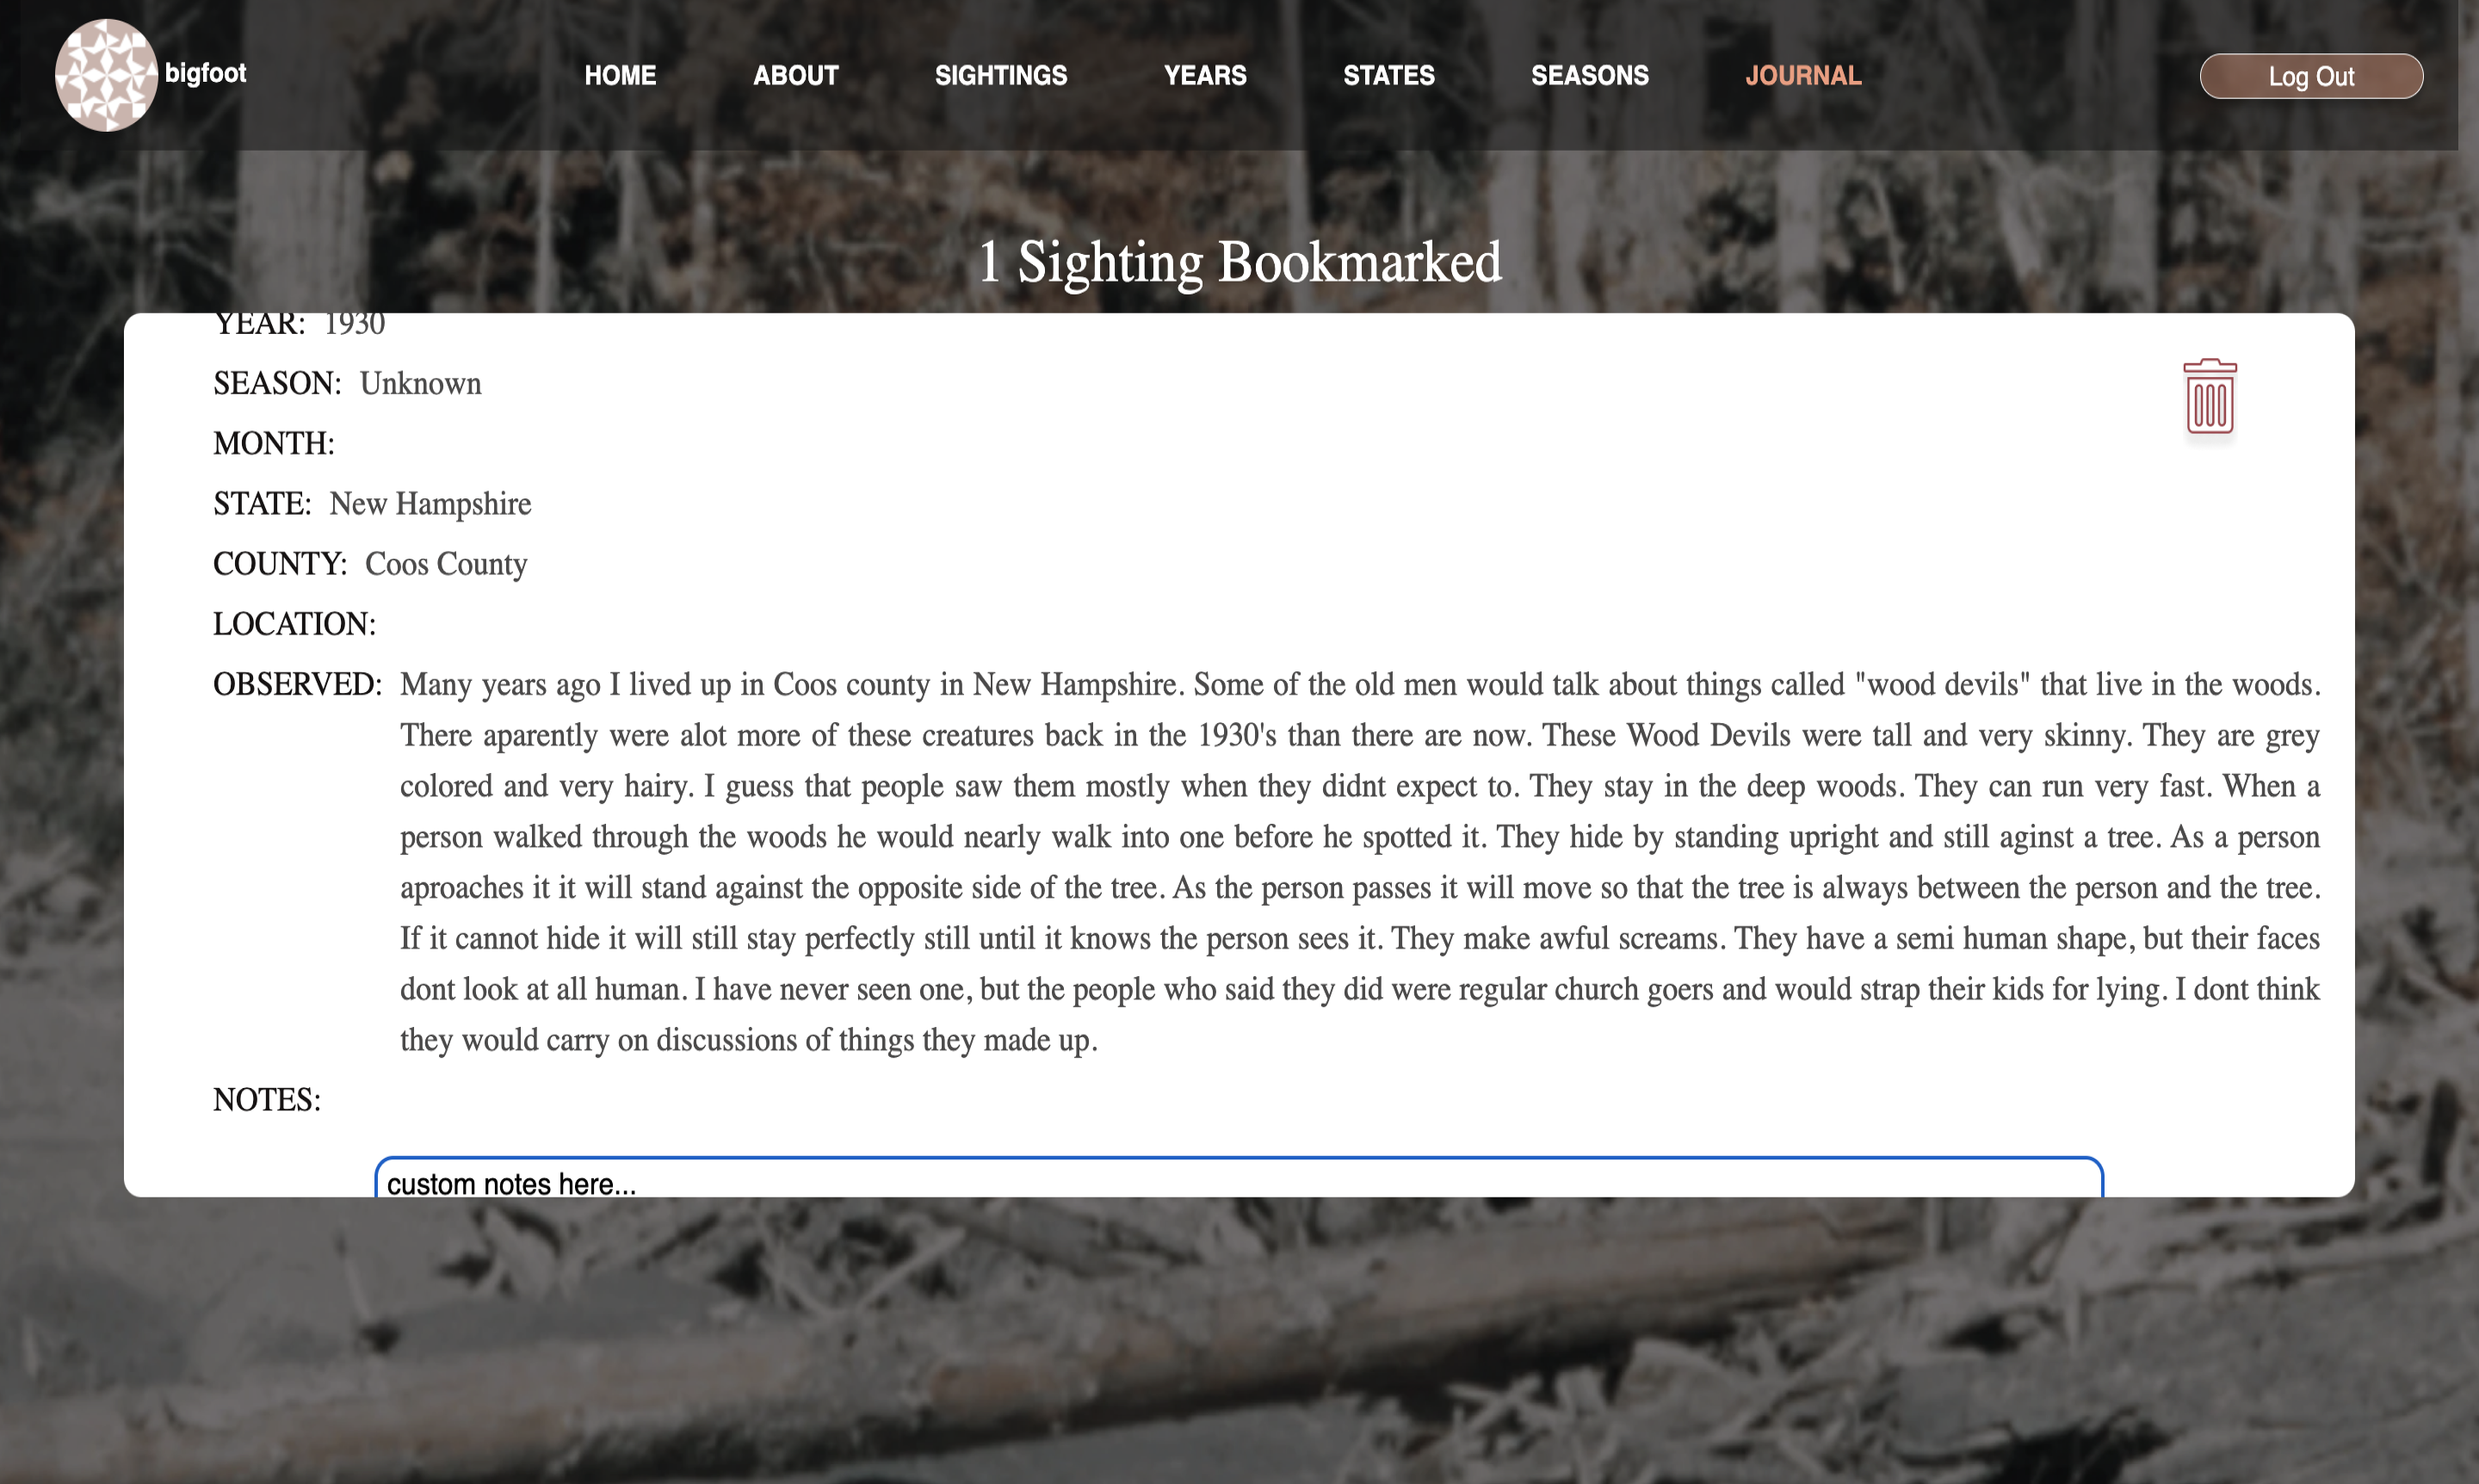 bigfoot
HOME ABOUT SIGHTINGS YEARS STATES SEASONS JOURNAL
Log Out
1 Sighting Bookmarked
YEAR: 1930
SEASON: Unknown
MONTH:
STATE: New Hampshire
COUNTY: Coos County
LOCATION:
OBSERVED: Many years ago I lived up in Coos county in New Hampshire. Some of the old men would talk about things called "wood devils" that live in the woods.
There aparently were alot more of these creatures back in the 1930's than there are now. These Wood Devils were tall and very skinny. They are grey
colored and very hairy. I guess that people saw them mostly when they didnt expect to. They stay in the deep woods. They can run very fast. When a
person walked through the woods he would nearly walk into one before he spotted it. They hide by standing upright and still aginst a tree. As a person
aproaches it it will stand against the opposite side of the tree. As the person passes it will move so that the tree is always between the person and the tree.
If it cannot hide it will still stay perfectly still until it knows the person sees it. They make awful screams. They have a semi human shape, but their faces
dont look at all human. I have never seen one, but the people who said they did were regular church goers and would strap their kids for lying. I dont think
they would carry on discussions of things they made up.
NOTES:
custom notes here...